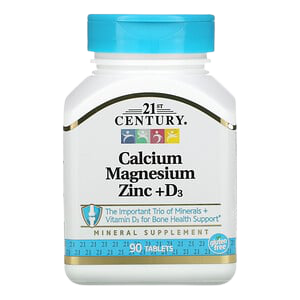 21ST
CENTURY®
Calcium
Magnesium
Zinc +D3
The Important Trio of Minerals +
Vitamin D3 for Bone Health Support*
MINERAL SUPPLEMENT
90 TABLETS
gluten
free